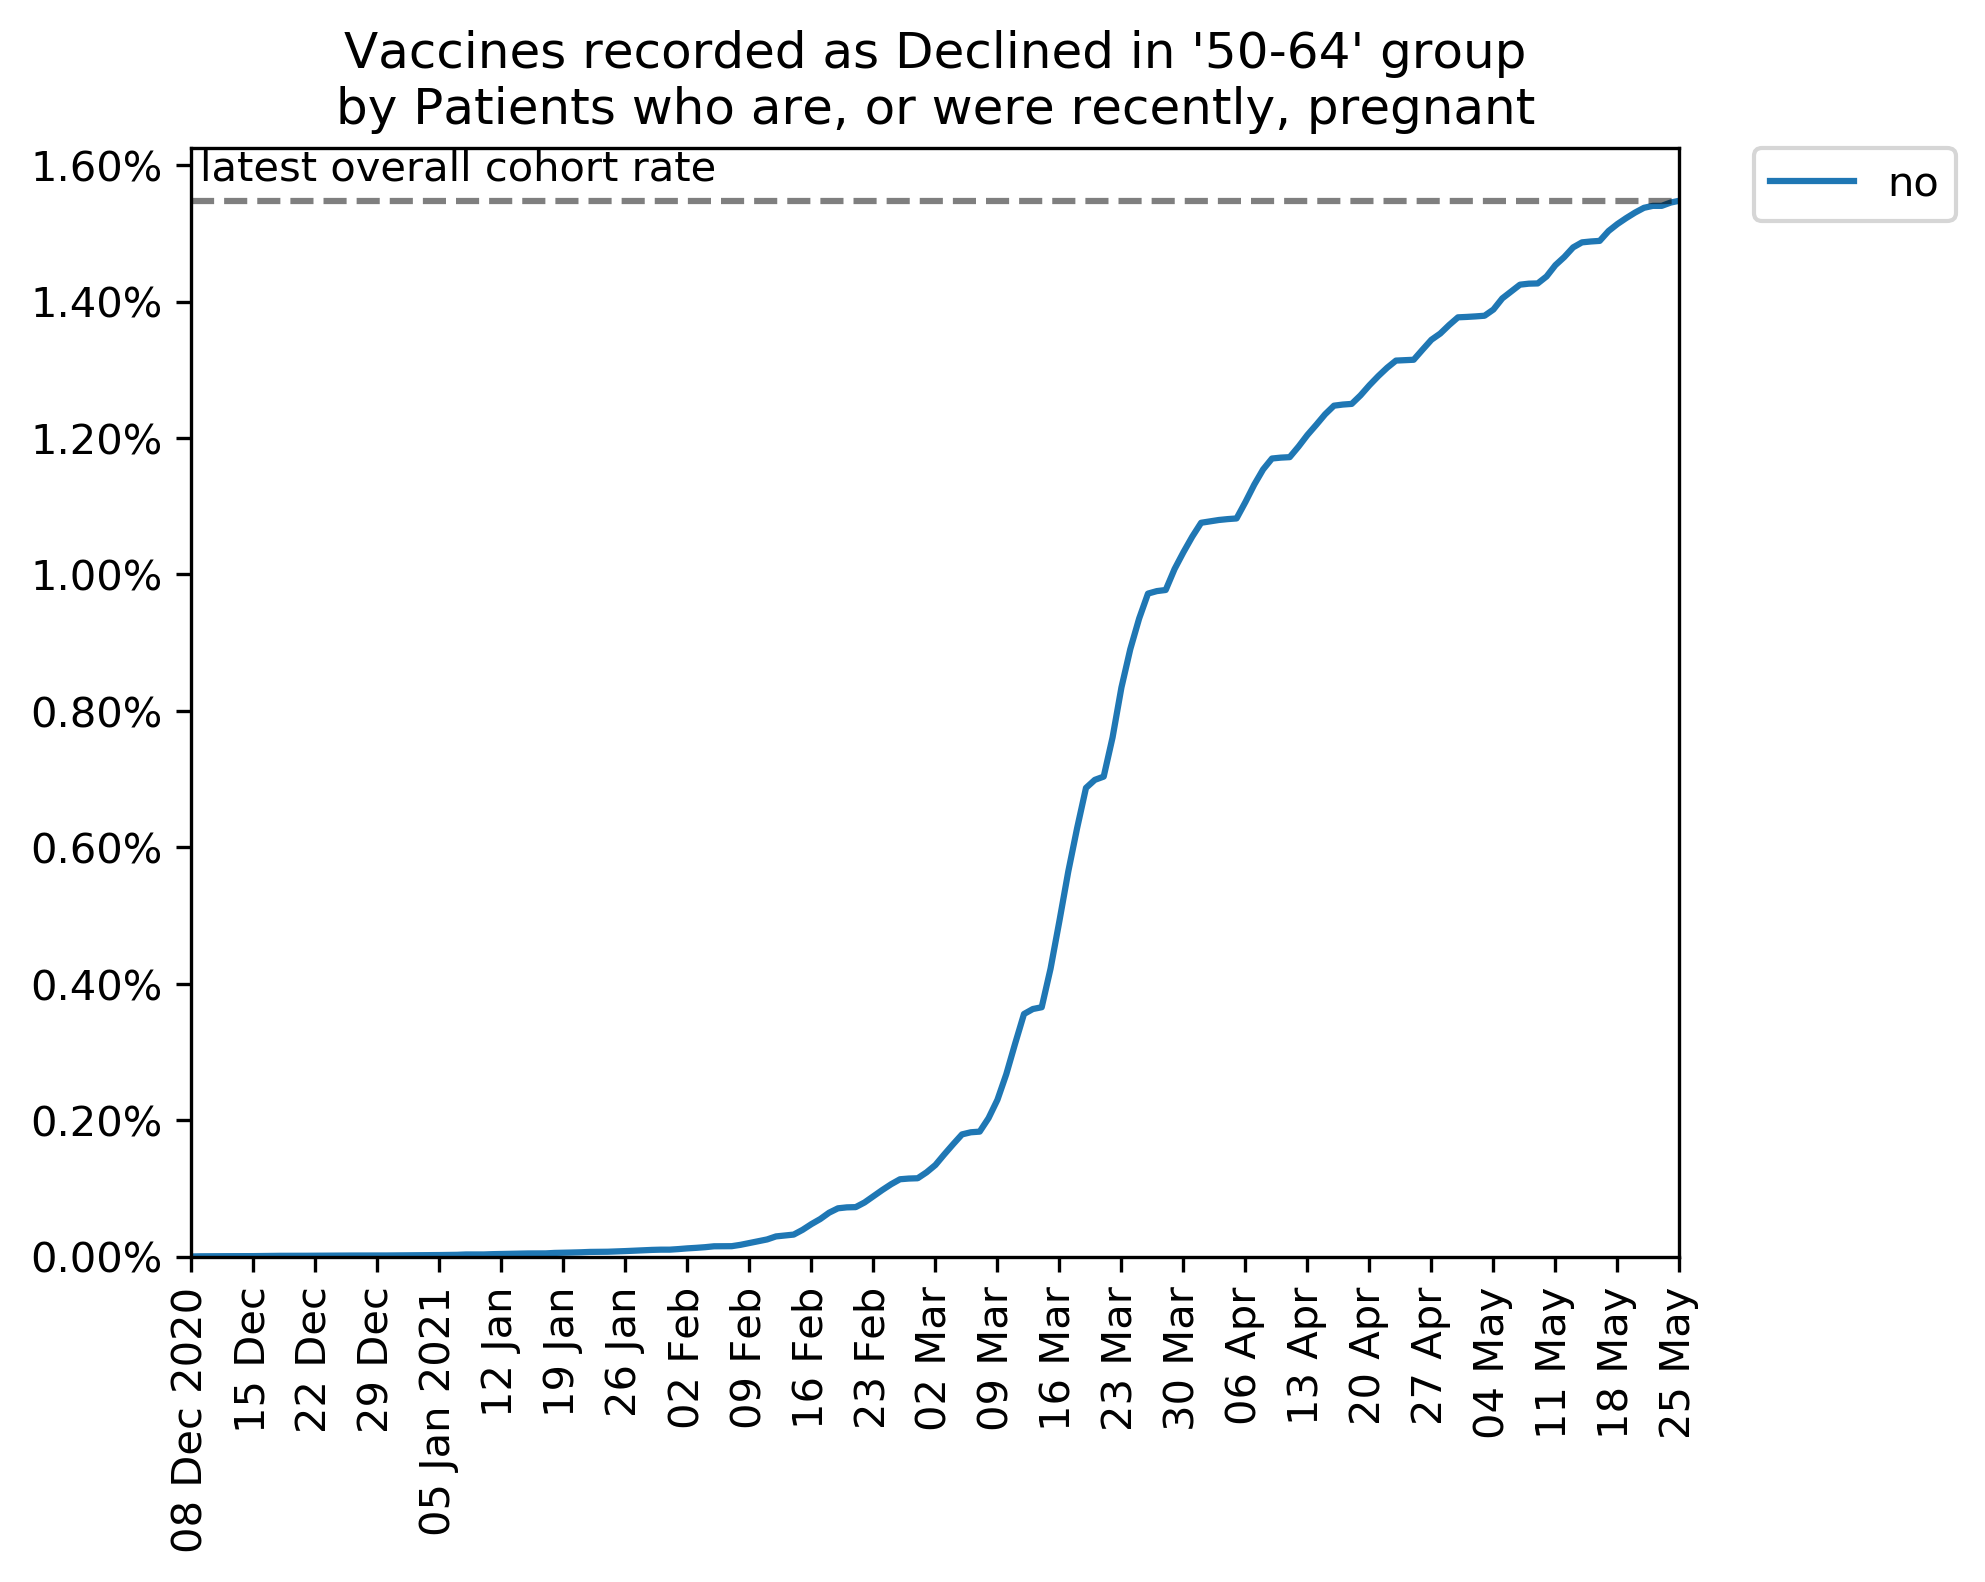 Vaccines recorded as Declined in '50-64' group
by Patients who are, or were recently, pregnant
latest overall cohort rate
no
1.60%
1.40%
1.20%
1.00%
0.80%
0.60%
0.40%
0.20%
0.00%
08 Dec 2020
15 Dec
22 Dec
29 Dec
05 Jan 2021
12 Jan
19 Jan
26 Jan
02 Feb
09 Feb
16 Feb
23 Feb
02 Mar
09 Mar
16 Mar
23 Mar
30 Mar
06 Apr
13 Apr
20 Apr
27 Apr
04 May
11 May
18 May
25 May